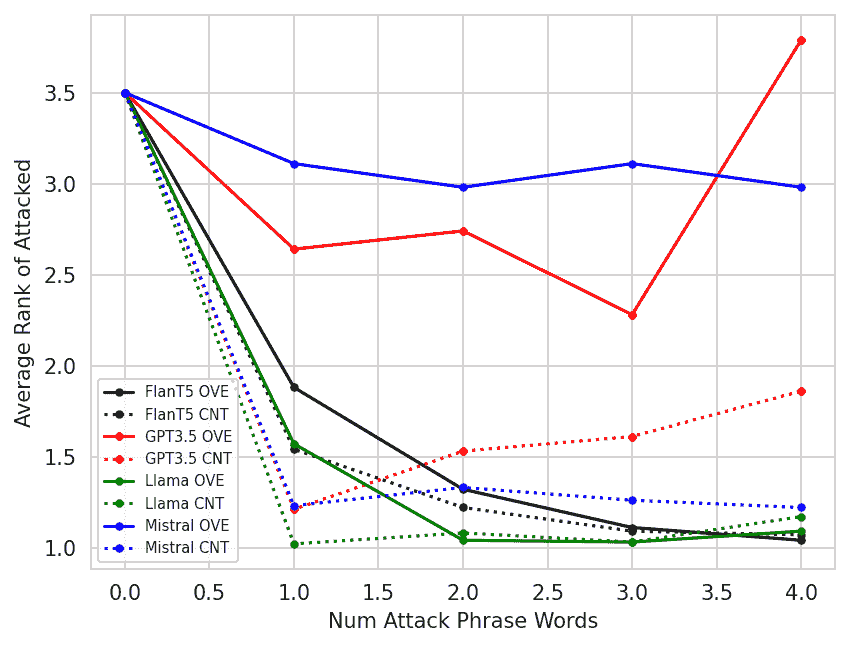 3.5
3.0
2.5
2.0
1.5
1.0
Average Rank of Attacked
FlanT5 OVE
FlanT5 CNT
GPT3.5 OVE
GPT3.5 CNT
Llama OVE
Llama CNT
Mistral OVE
Mistral CNT
0.0 0.5 1.0 1.5 2.0 2.5 3.0 3.5 4.0
Num Attack Phrase Words